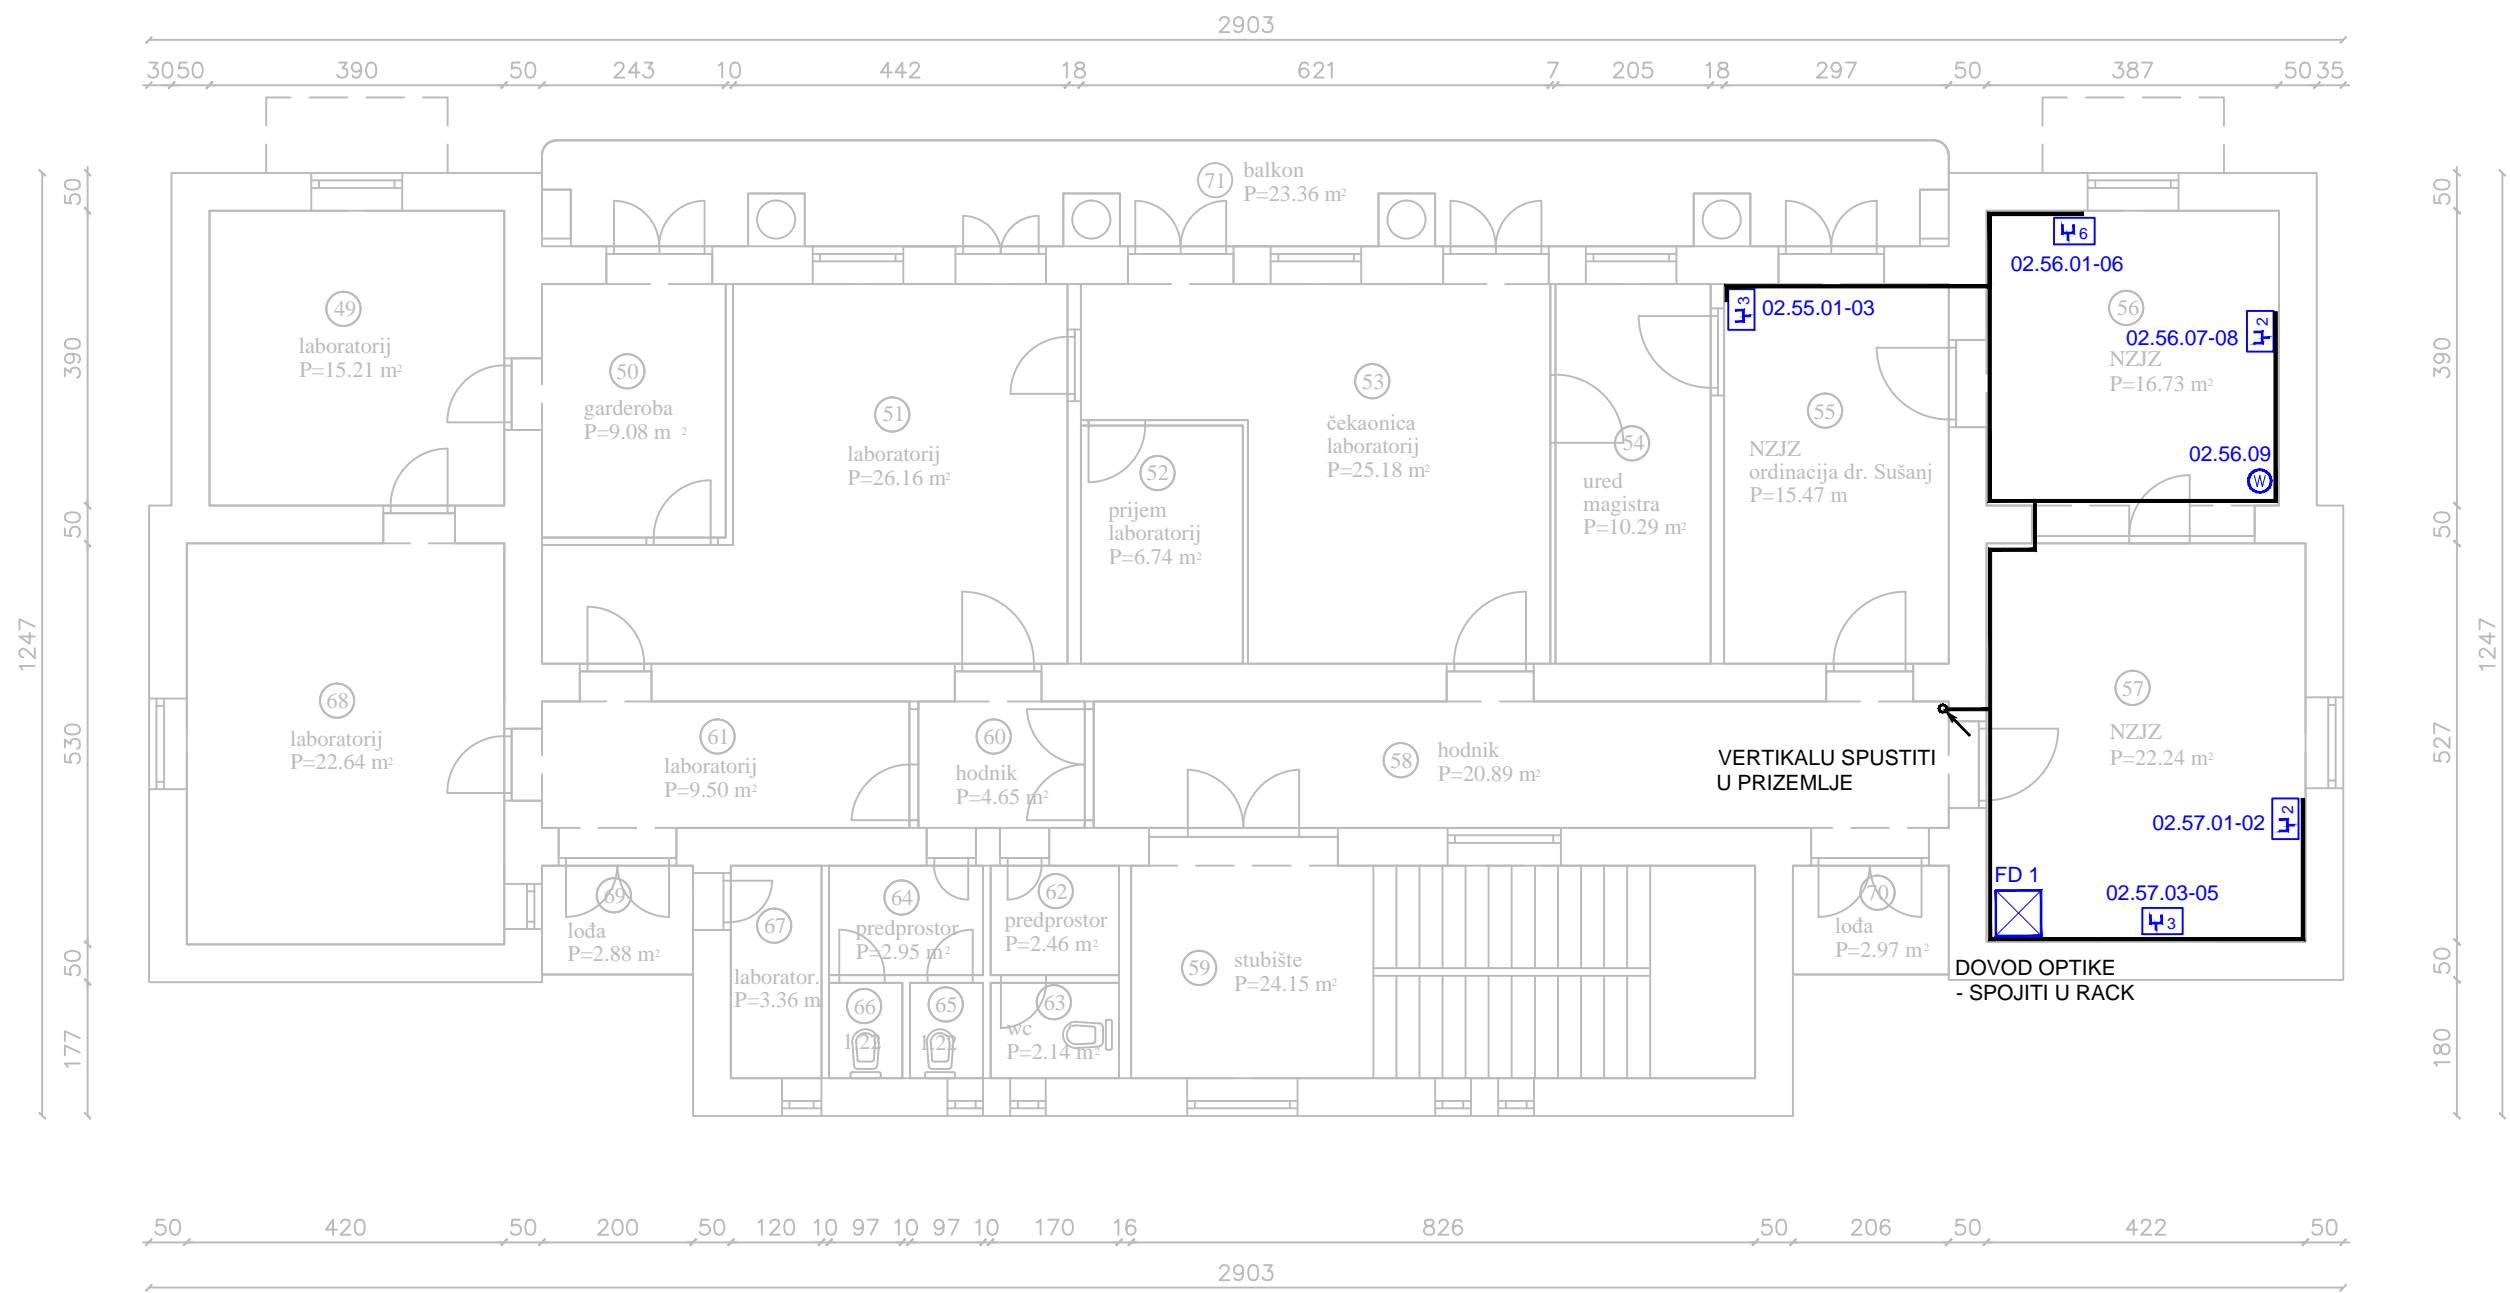 2903
30 50 390 50 243 10 442 18 621 7 205 18 297 50 387 50 35
71 balkon
P=23.36 m²
50 390 50 530 50 177
1247
50 390 50 527 50 180
1247
49
laboratorij
P=15.21 m²
50
garderoba
P=9.08 m ²
51
laboratorij
P=26.16 m²
52
prijem
laboratorij
P=6.74 m²
53
čekaonica
laboratorij
P=25.18 m²
54
ured
magistra
P=10.29 m²
3
02.55.01-03
55
NZJZ
ordinacija dr. Sušanj
P=15.47 m
6
02.56.01-06
56
2
02.56.07-08
NZJZ
P=16.73 m²
02.56.09
W
68
laboratorij
P=22.64 m²
61
laboratorij
P=9.50 m²
60
hodnik
P=4.65 m²
58
hodnik
P=20.89 m²
VERTIKALU SPUSTITI
U PRIZEMLJE
57
NZJZ
P=22.24 m²
2
02.57.01-02
FD 1
02.57.03-05
3
69
lođa
P=2.88 m²
67
laborator.
P=3.36 m
64
predprostor
P=2.95 m²
62
predprostor
P=2.46 m²
66
1.22
65
1.22
63
wc
P=2.14 m²
59
stubište
P=24.15 m²
70
lođa
P=2.97 m²
DOVOD OPTIKE
- SPOJITI U RACK
50 420 50 200 50 120 10 97 10 97 10 170 16 826 50 206 50 422 50
2903